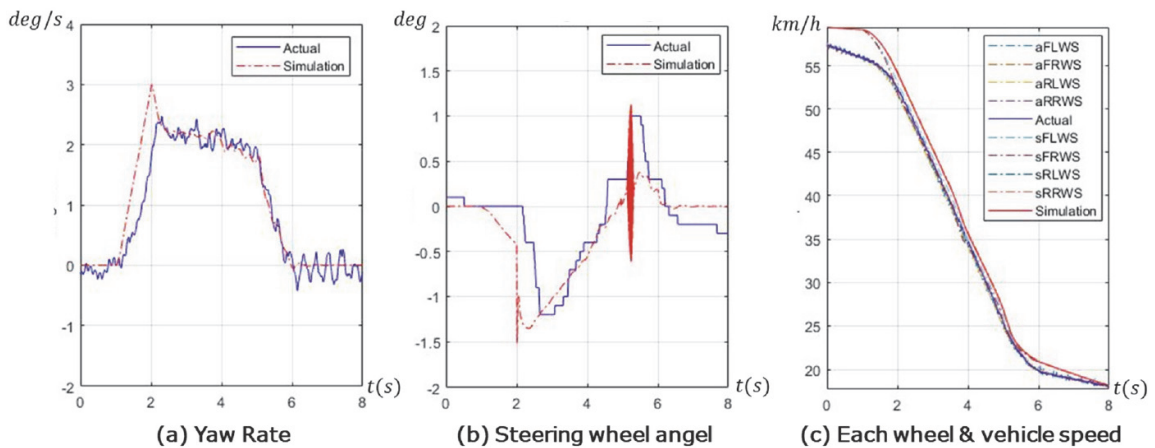 deg/s
4
3
2
1
0
-1
-2
0 2 4 6 8
t(s)
Actual
Simulation
(a) Yaw Rate
deg
2
1.5
1
0.5
0
-0.5
-1
-1.5
-2
0 2 4 6 8
t(s)
Actual
Simulation
(b) Steering wheel angel
km/h
55
50
45
40
35
30
25
20
0 2 4 6 8
t(s)
aFLWS
aFRWS
aRLWS
aRRWS
Actual
sFLWS
sFRWS
sRLWS
sRRWS
Simulation
(c) Each wheel & vehicle speed